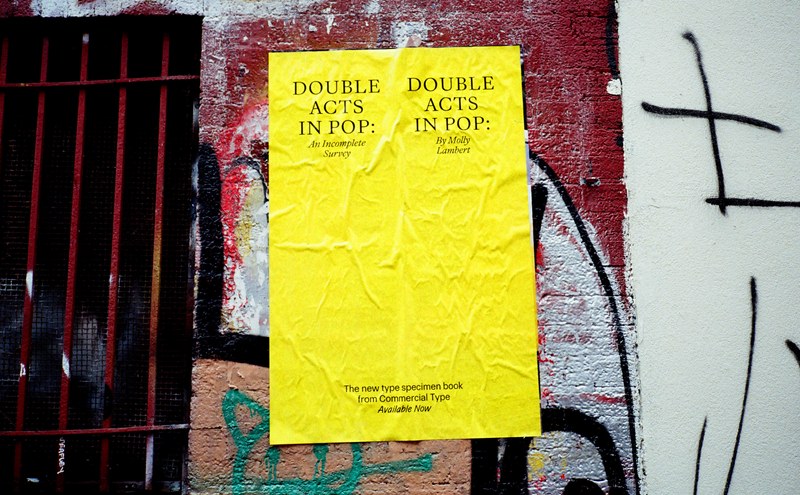 DOUBLE
ACTS
IN POP:
An Incomplete
Survey
DOUBLE
ACTS
IN POP:
By Molly
Lambert
The new type specimen book
from Commercial Type
Available Now